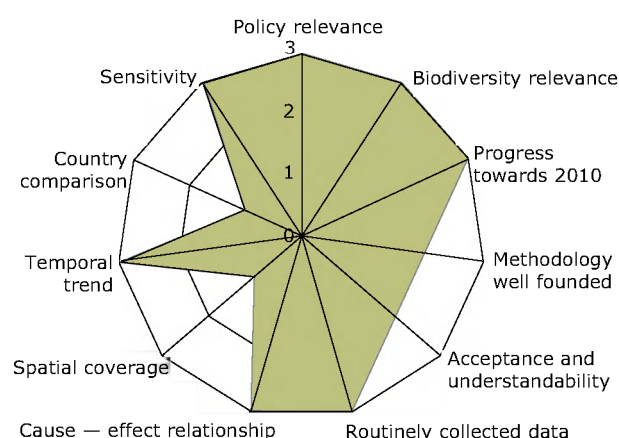 Policy relevance
3
Sensitivity
Biodiversity relevance
2
Country
comparison
Progress
towards 2010
1
0
Temporal
trend
Methodology
well founded
Spatial coverage
Acceptance and
understandability
Cause — effect relationship
Routinely collected data